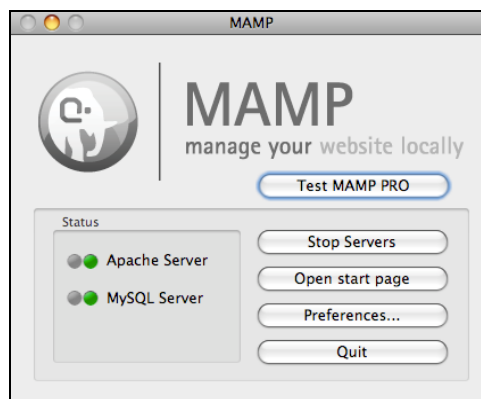 MAMP
MAMP
manage your website locally
Test MAMP PRO
Status
Apache Server
MySQL Server
Stop Servers
Open start page
Preferences...
Quit